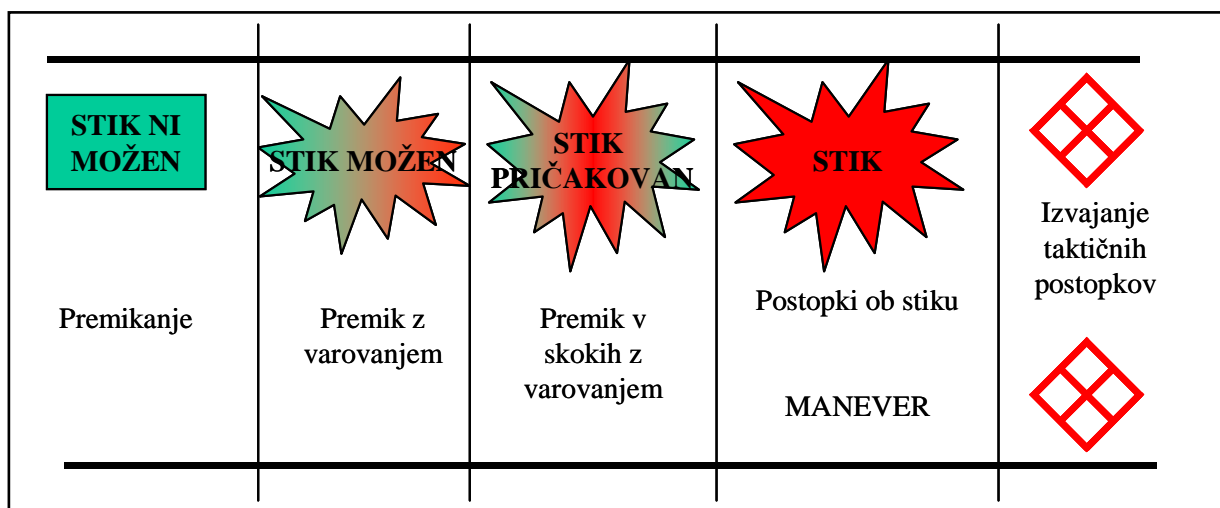 STIK NI
MOŽEN
Premikanje
STIK MOŽEN
Premik z
varovanjem
STIK
PRIČAKOVAN
Premik v
skokih z
varovanjem
STIK
Postopki ob stiku
MANEVER
Izvajanje
taktičnih
postopkov